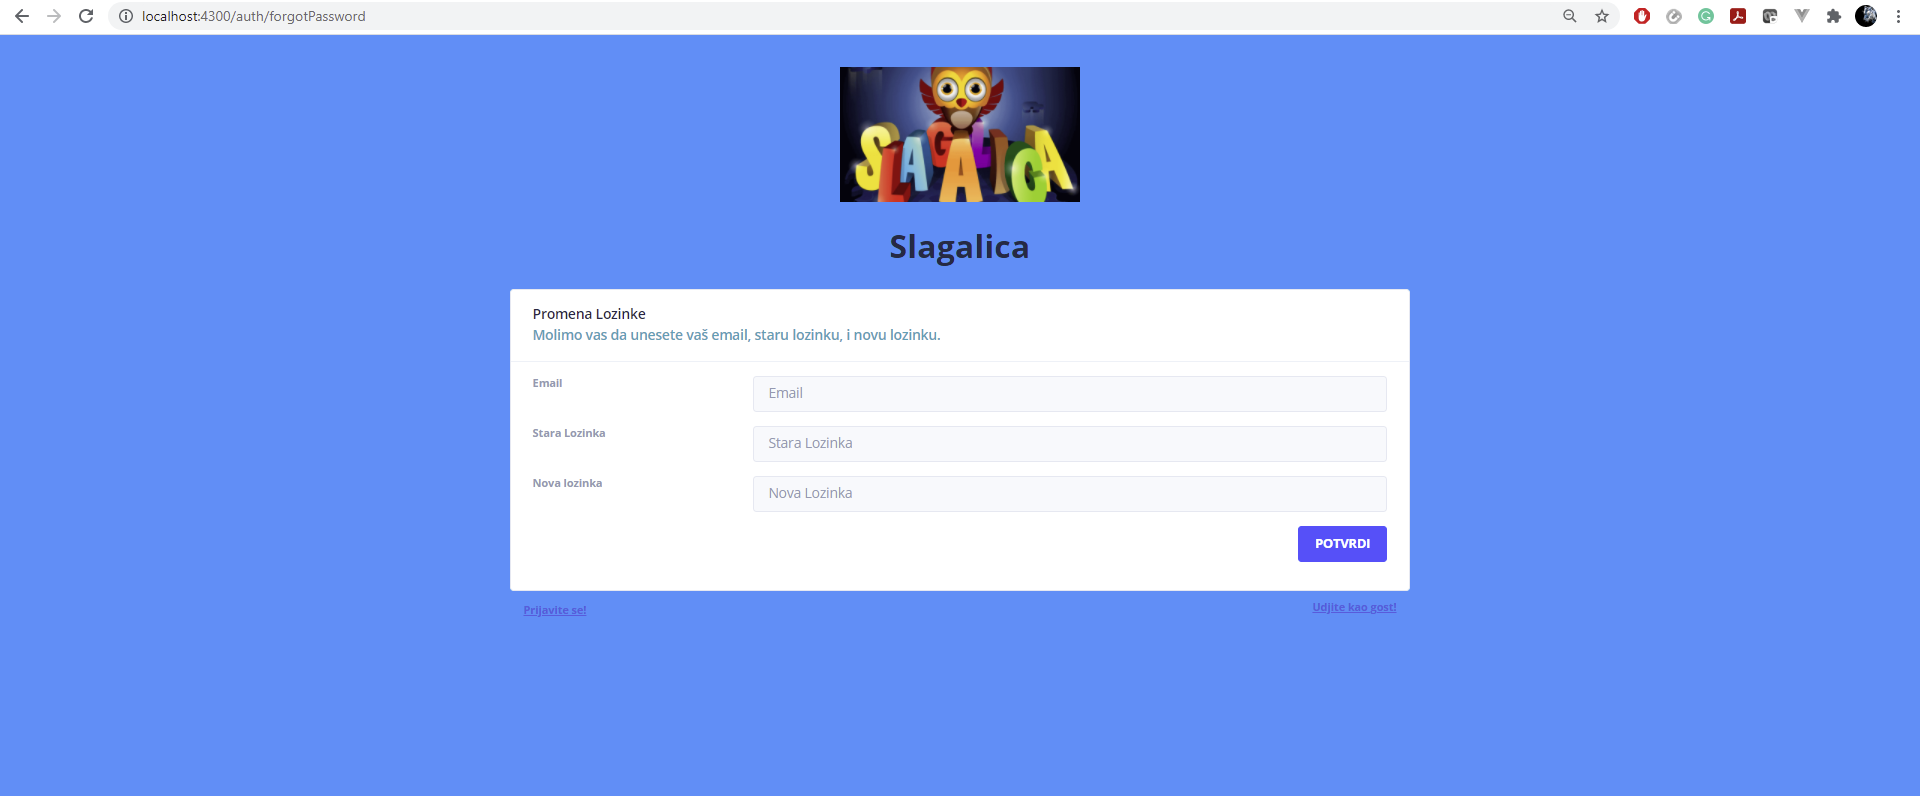 localhost:4300/auth/forgotPassword
SLAGALICA
Slagalica
Promena Lozinke
Molimo vas da unesete vaš email, staru lozinku, i novu lozinku.
Email
Email
Stara Lozinka
Stara Lozinka
Nova lozinka
Nova Lozinka
POTVRDI
Prijavite se!
Udjite kao gost!